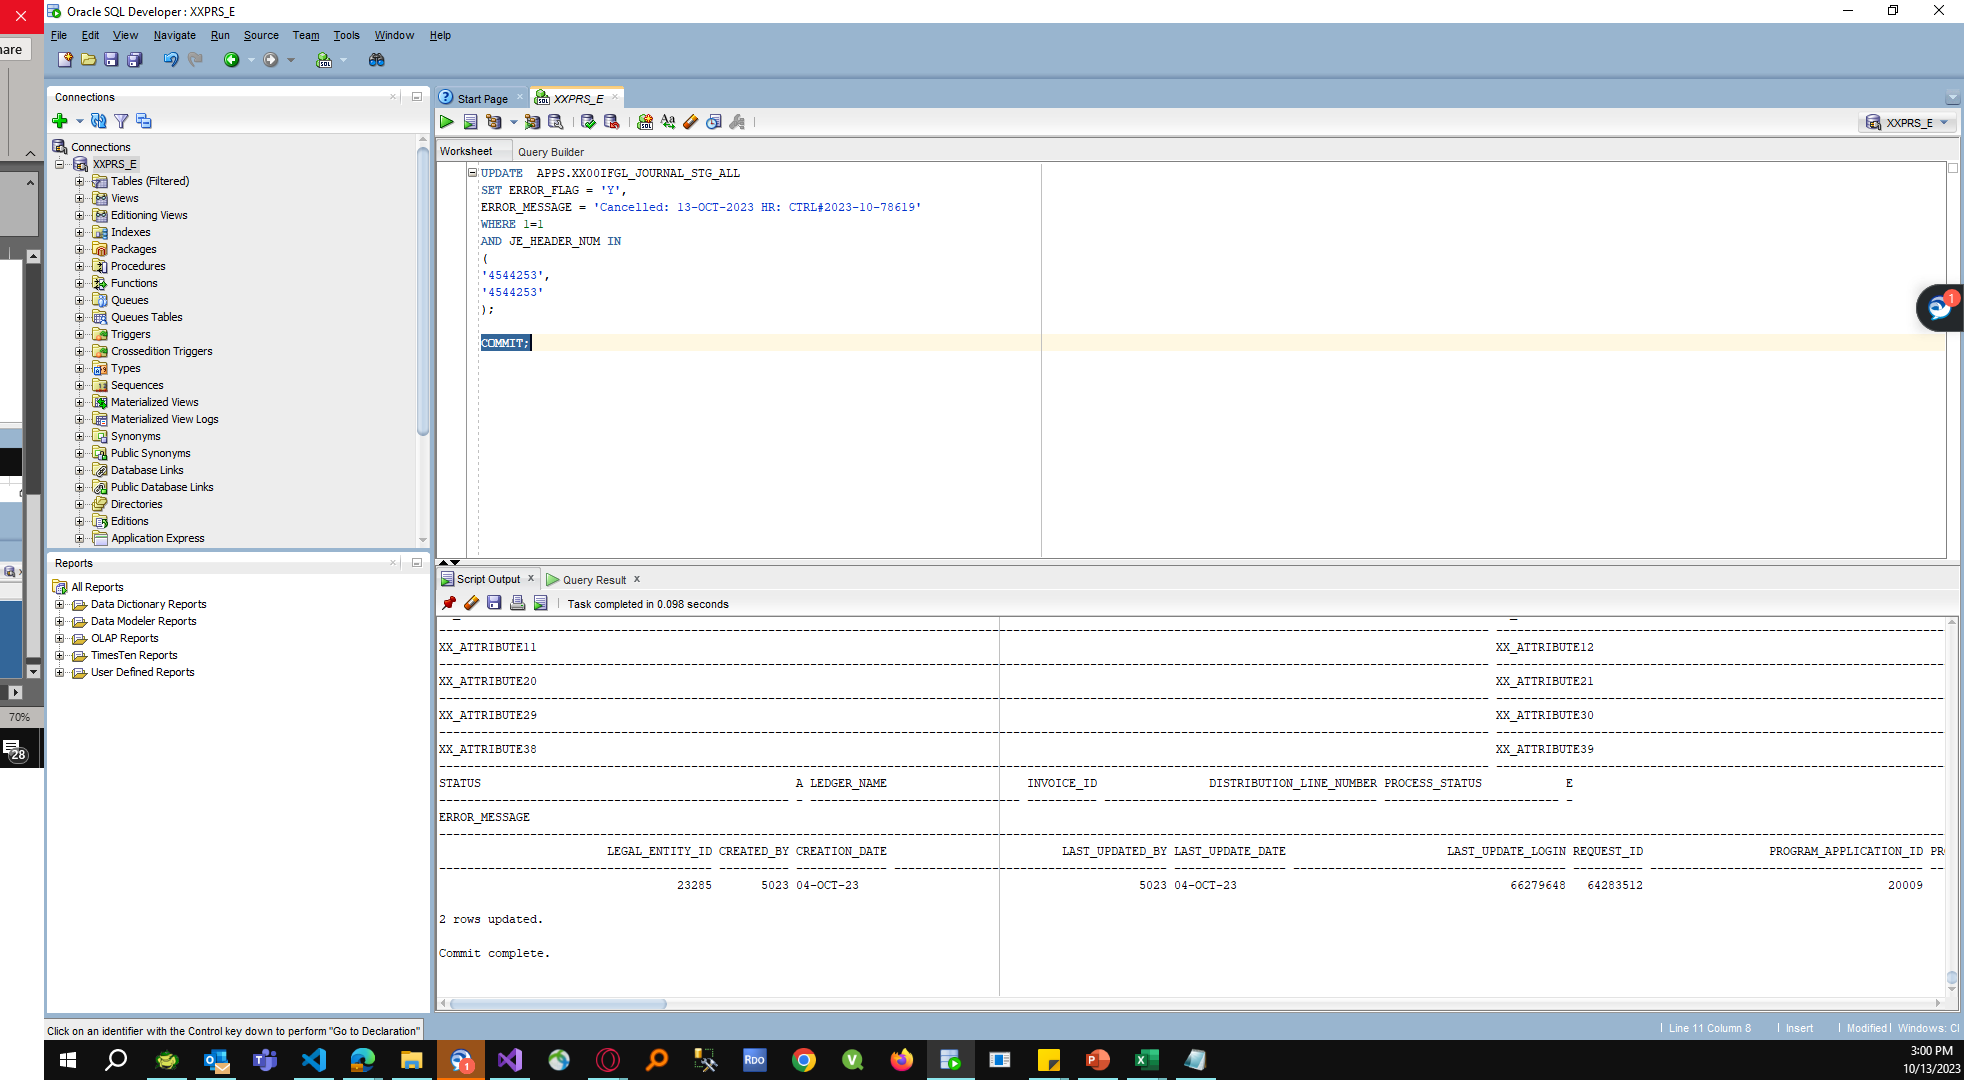 Oracle SQL Developer : XXPRS_E
File Edit View Navigate Run Source Team Tools Window Help
Connections
Start Page
XXPRS_E
XXPRS_E
Worksheet
Query Builder
Connections
XXPRS_E
Tables (Filtered)
Views
Editioning Views
Indexes
Packages
Procedures
Functions
Queues
Queues Tables
Triggers
Crossedition Triggers
Types
Sequences
Materialized Views
Materialized View Logs
Synonyms
Public Synonyms
Database Links
Public Database Links
Directories
Editions
Application Express
UPDATE APPS.XX00IFGL_JOURNAL_STG_ALL
SET ERROR_FLAG = 'Y',
ERROR_MESSAGE = 'Cancelled: 13-OCT-2023 HR: CTRL#2023-10-78619'
WHERE 1=1
AND JE_HEADER_NUM IN
(
'4544253',
'4544253'
);
COMMIT;
1
Reports
All Reports
Data Dictionary Reports
Data Modeler Reports
OLAP Reports
TimesTen Reports
User Defined Reports
Script Output x
Query Result x
Task completed in 0.098 seconds
XX_ATTRIBUTE11 XX_ATTRIBUTE12
XX_ATTRIBUTE20 XX_ATTRIBUTE21
XX_ATTRIBUTE29 XX_ATTRIBUTE30
XX_ATTRIBUTE38 XX_ATTRIBUTE39
STATUS A LEDGER_NAME INVOICE_ID DISTRIBUTION_LINE_NUMBER PROCESS_STATUS E
ERROR_MESSAGE
LEGAL_ENTITY_ID CREATED_BY CREATION_DATE LAST_UPDATED_BY LAST_UPDATE_DATE LAST_UPDATE_LOGIN REQUEST_ID PROGRAM_APPLICATION_ID
23285 5023 04-OCT-23 5023 04-OCT-23 66279648 64283512 20009
2 rows updated.
Commit complete.
70%
28
Click on an identifier with the Control key down to perform "Go to Declaration"
Line 11 Column 8 Insert Modified Windows: Cl
RDO
1
3:00 PM
10/13/2023